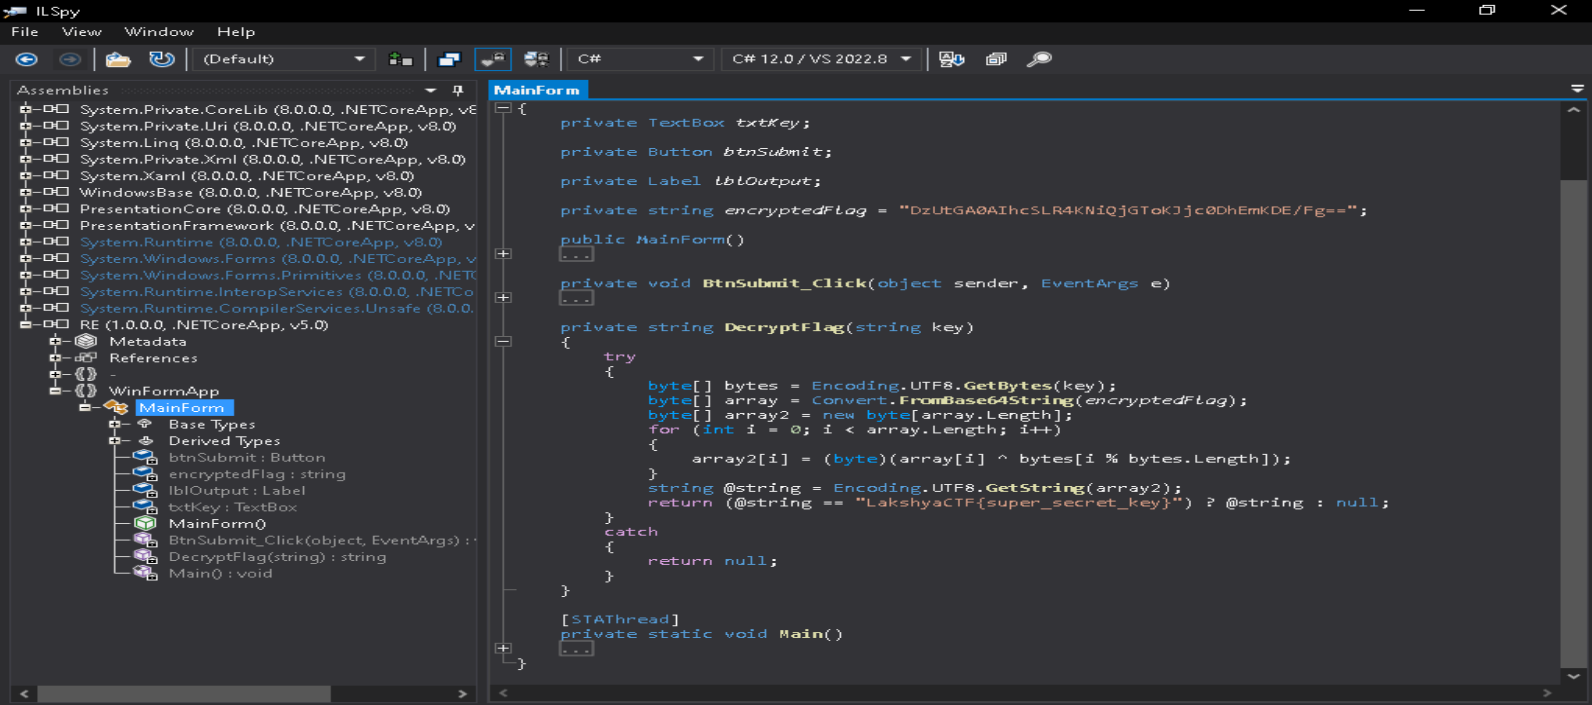 ILSpy
File View Window Help
(Default) C# C# 12.0 / VS 2022.8
Assemblies
System.Private.CoreLib (8.0.0.0, .NETCoreApp, v8
System.Private.Uri (8.0.0.0, .NETCoreApp, v8.0)
System.Linq (8.0.0.0, .NETCoreApp, v8.0)
System.Private.Xml (8.0.0.0, .NETCoreApp, v8.0)
System.Xaml (8.0.0.0, .NETCoreApp, v8.0)
WindowsBase (8.0.0.0, .NETCoreApp, v8.0)
PresentationCore (8.0.0.0, .NETCoreApp, v8.0)
PresentationFramework (8.0.0.0, .NETCoreApp, v
System.Runtime (8.0.0.0, .NETCoreApp, v8.0)
System.Windows.Forms (8.0.0.0, .NETCoreApp, v
System.Windows.Forms.Primitives (8.0.0.0, .NETC
System.Runtime.InteropServices (8.0.0.0, .NETCo
System.Runtime.CompilerServices.Unsafe (8.0.0.
RE (1.0.0.0, .NETCoreApp, v5.0)
Metadata
References
{} -
{} WinFormApp
MainForm
Base Types
Derived Types
btnSubmit : Button
encryptedFlag : string
lblOutput : Label
txtKey : TextBox
MainForm()
BtnSubmit_Click(object, EventArgs) :
DecryptFlag(string) : string
Main() : void
MainForm
{
private TextBox txtKey;
private Button btnSubmit;
private Label lblOutput;
private string encryptedFlag = "DzUtGA0AIhcSLR4KNiQjGToKJjc0DhEmKDE/Fg==";
public MainForm()
...
private void BtnSubmit_Click(object sender, EventArgs e)
...
private string DecryptFlag(string key)
{
try
{
byte[] bytes = Encoding.UTF8.GetBytes(key);
byte[] array = Convert.FromBase64String(encryptedFlag);
byte[] array2 = new byte[array.Length];
for (int i = 0; i < array.Length; i++)
{
array2[i] = (byte)(array[i] ^ bytes[i % bytes.Length]);
}
string @string = Encoding.UTF8.GetString(array2);
return (@string == "LakshyaCTF{super_secret_key}") ? @string : null;
}
catch
{
return null;
}
}
[STAThread]
private static void Main()
...
}